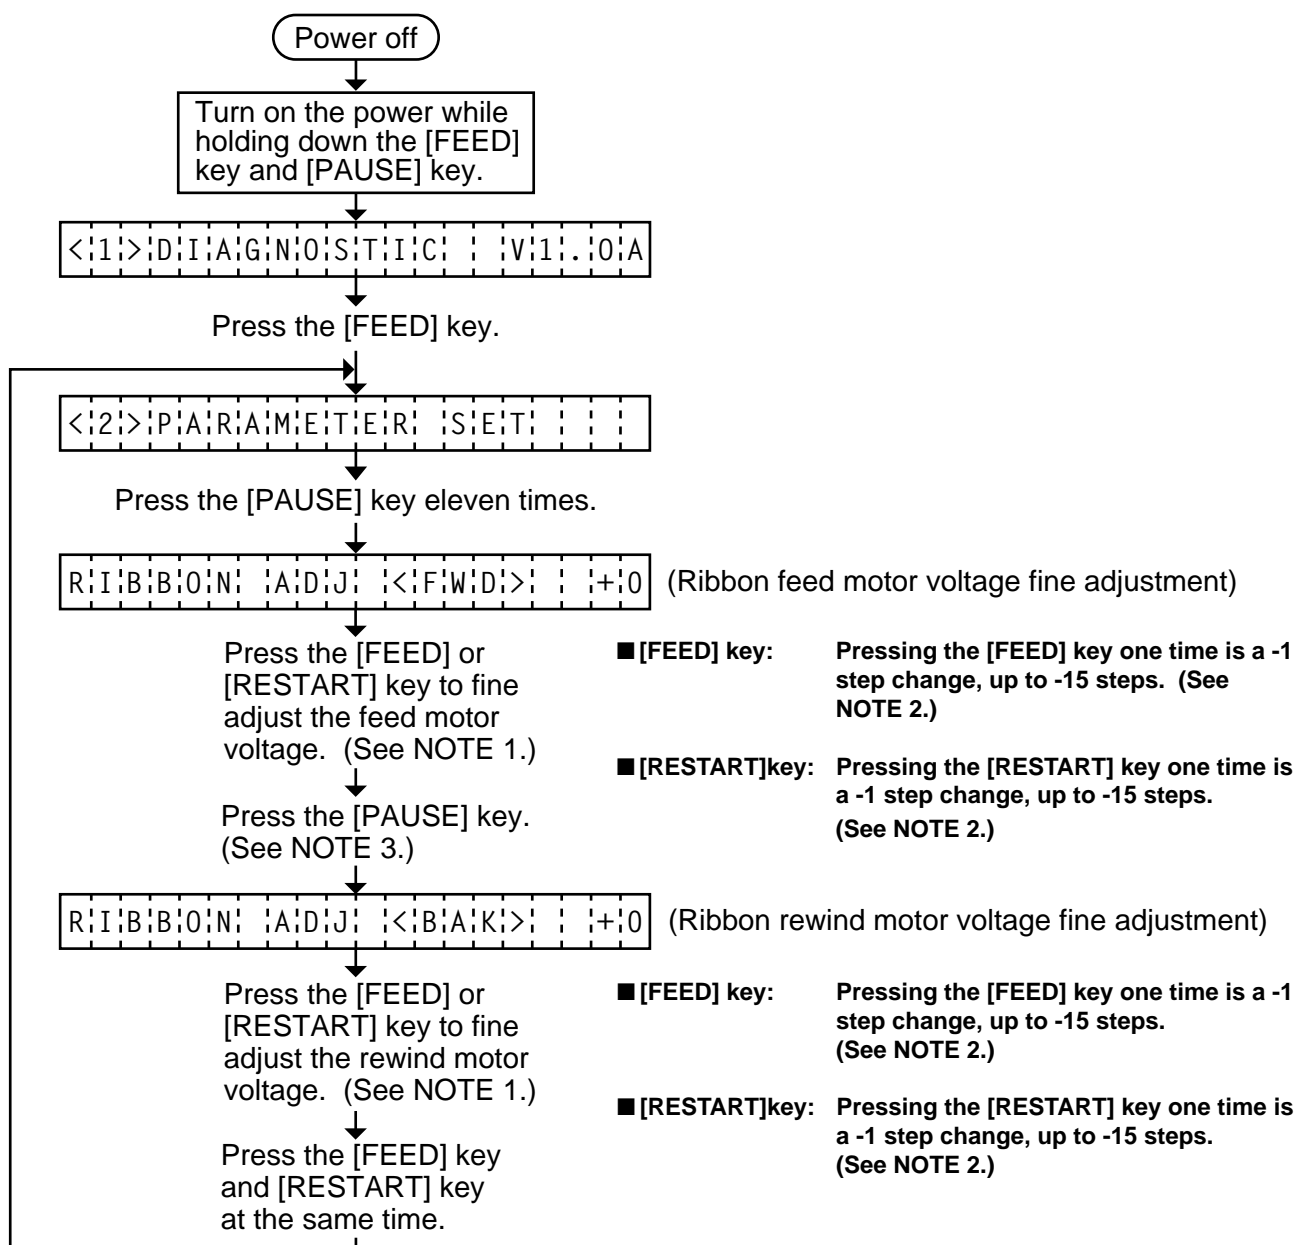 Power off
Turn on the power while
holding down the [FEED]
key and [PAUSE] key.
<1>DIAGNOSTIC  V1.0A
Press the [FEED] key.
<2>PARAMETER SET
Press the [PAUSE] key eleven times.
RIBBON ADJ <FWD>  +0 (Ribbon feed motor voltage fine adjustment)
Press the [FEED] or
[RESTART] key to fine
adjust the feed motor
voltage.  (See NOTE 1.)
■ [FEED] key: Pressing the [FEED] key one time is a -1
step change, up to -15 steps.  (See
NOTE 2.)
■ [RESTART]key: Pressing the [RESTART] key one time is
a -1 step change, up to -15 steps.
(See NOTE 2.)
Press the [PAUSE] key.
(See NOTE 3.)
RIBBON ADJ <BAK>  +0 (Ribbon rewind motor voltage fine adjustment)
Press the [FEED] or
[RESTART] key to fine
adjust the rewind motor
voltage.  (See NOTE 1.)
■ [FEED] key: Pressing the [FEED] key one time is a -1
step change, up to -15 steps.
(See NOTE 2.)
■ [RESTART]key: Pressing the [RESTART] key one time is
a -1 step change, up to -15 steps.
(See NOTE 2.)
Press the [FEED] key
and [RESTART] key
at the same time.